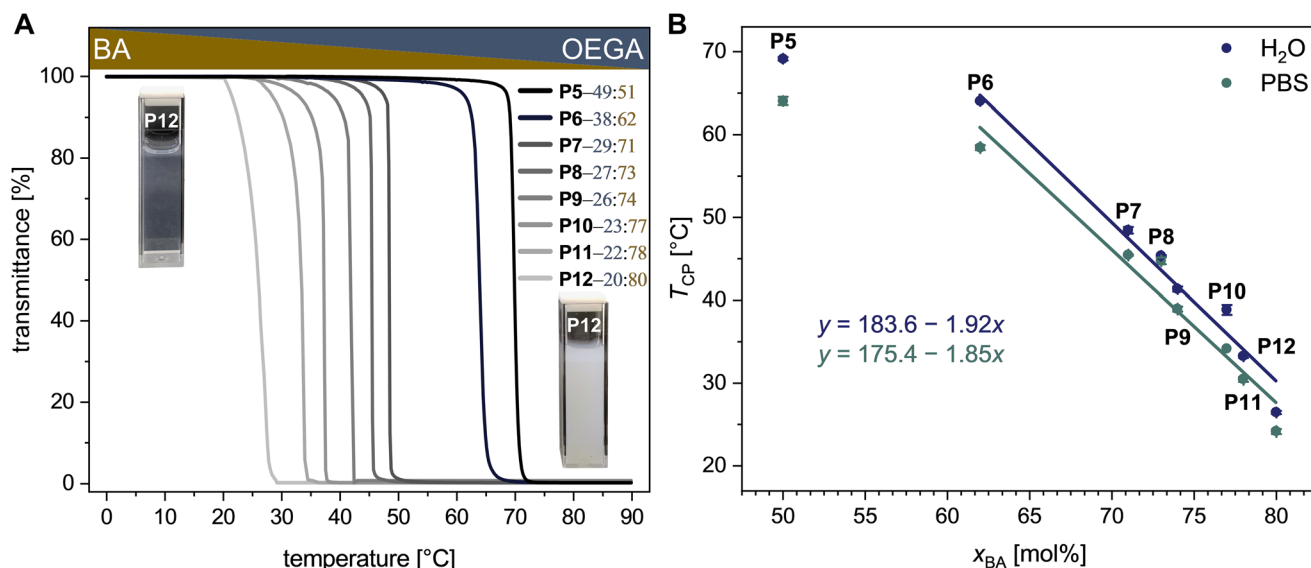 A
BA
OEGA
transmittance [%]
100
80
60
40
20
0
P12
P5–49:51
P6–38:62
P7–29:71
P8–27:73
P9–26:74
P10–23:77
P11–22:78
P12–20:80
P12
0 10 20 30 40 50 60 70 80 90
temperature [°C]
B
H₂O
PBS
T_CP [°C]
70
60
50
40
30
20
P5
P6
P7
P8
P10
P9
P12
P11
y = 183.6 − 1.92x
y = 175.4 − 1.85x
50 55 60 65 70 75 80
x_BA [mol%]